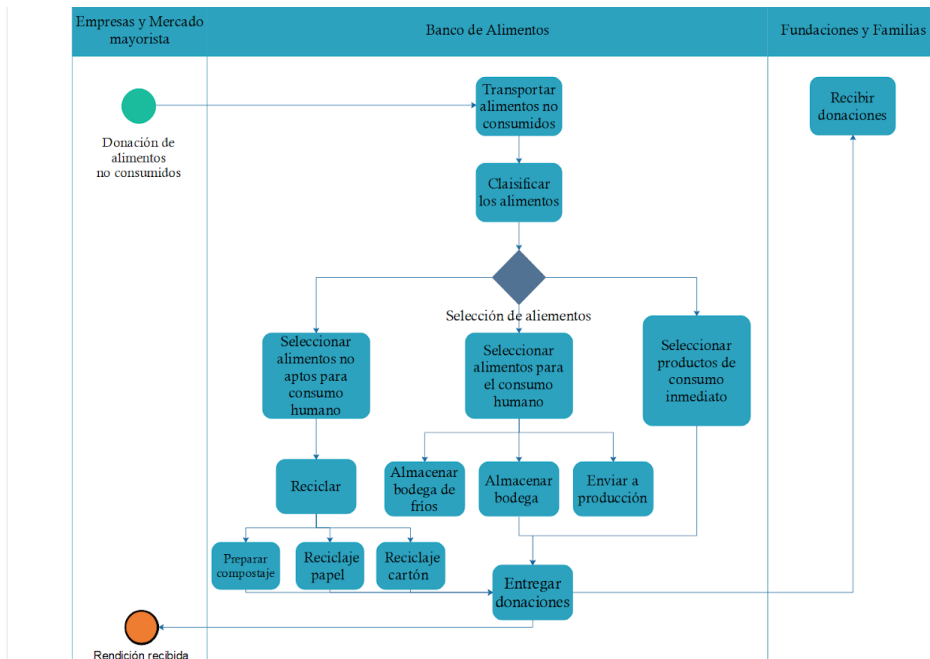 Empresas y Mercado
mayorista
Banco de Alimentos
Fundaciones y Familias
Donación de
alimentos
no consumidos
Transportar
alimentos no
consumidos
Recibir
donaciones
Claisificar
los alimentos
Selección de aliementos
Seleccionar
alimentos no
aptos para
consumo
humano
Seleccionar
alimentos para
el consumo
humano
Seleccionar
productos de
consumo
inmediato
Reciclar
Almacenar
bodega de
fríos
Almacenar
bodega
Enviar a
producción
Preparar
compostaje
Reciclaje
papel
Reciclaje
cartón
Entregar
donaciones
Rendición recibida